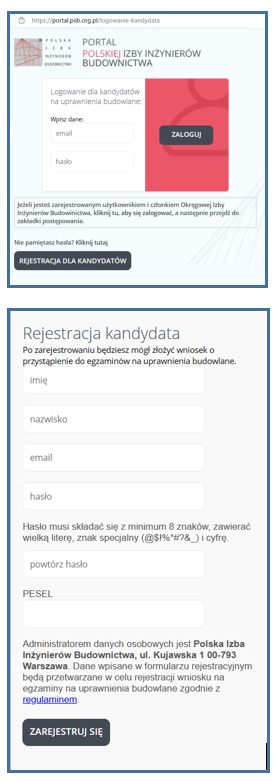 https://portal.piib.org.pl/logowanie-kandydata
POLSKA
IZBA
INŻYNIERÓW
BUDOWNICTWA
PORTAL
POLSKIEJ IZBY INŻYNIERÓW
BUDOWNICTWA
Logowanie dla kandydatów
na uprawnienia budowlane:
Wpisz dane:
email
hasło
ZALOGUJ
Jeżeli jesteś zarejestrowanym użytkownikiem i członkiem Okręgowej Izby
Inżynierów Budownictwa, kliknij tu, aby się zalogować, a następnie przejdź do
zakładki postępowania.
Nie pamiętasz hasła? Kliknij tutaj
REJESTRACJA DLA KANDYDATÓW
Rejestracja kandydata
Po zarejestrowaniu będziesz mógł złożyć wniosek o
przystąpienie do egzaminów na uprawnienia budowlane.
imię
nazwisko
email
hasło
Hasło musi składać się z minimum 8 znaków, zawierać
wielką literę, znak specjalny (@$!%*#?&_) i cyfrę.
powtórz hasło
PESEL
Administratorem danych osobowych jest Polska Izba
Inżynierów Budownictwa, ul. Kujawska 1 00-793
Warszawa. Dane wpisane w formularzu rejestracyjnym
będą przetwarzane w celu rejestracji wniosku na
egzaminy na uprawnienia budowlane zgodnie z
regulaminem.
ZAREJESTRUJ SIĘ